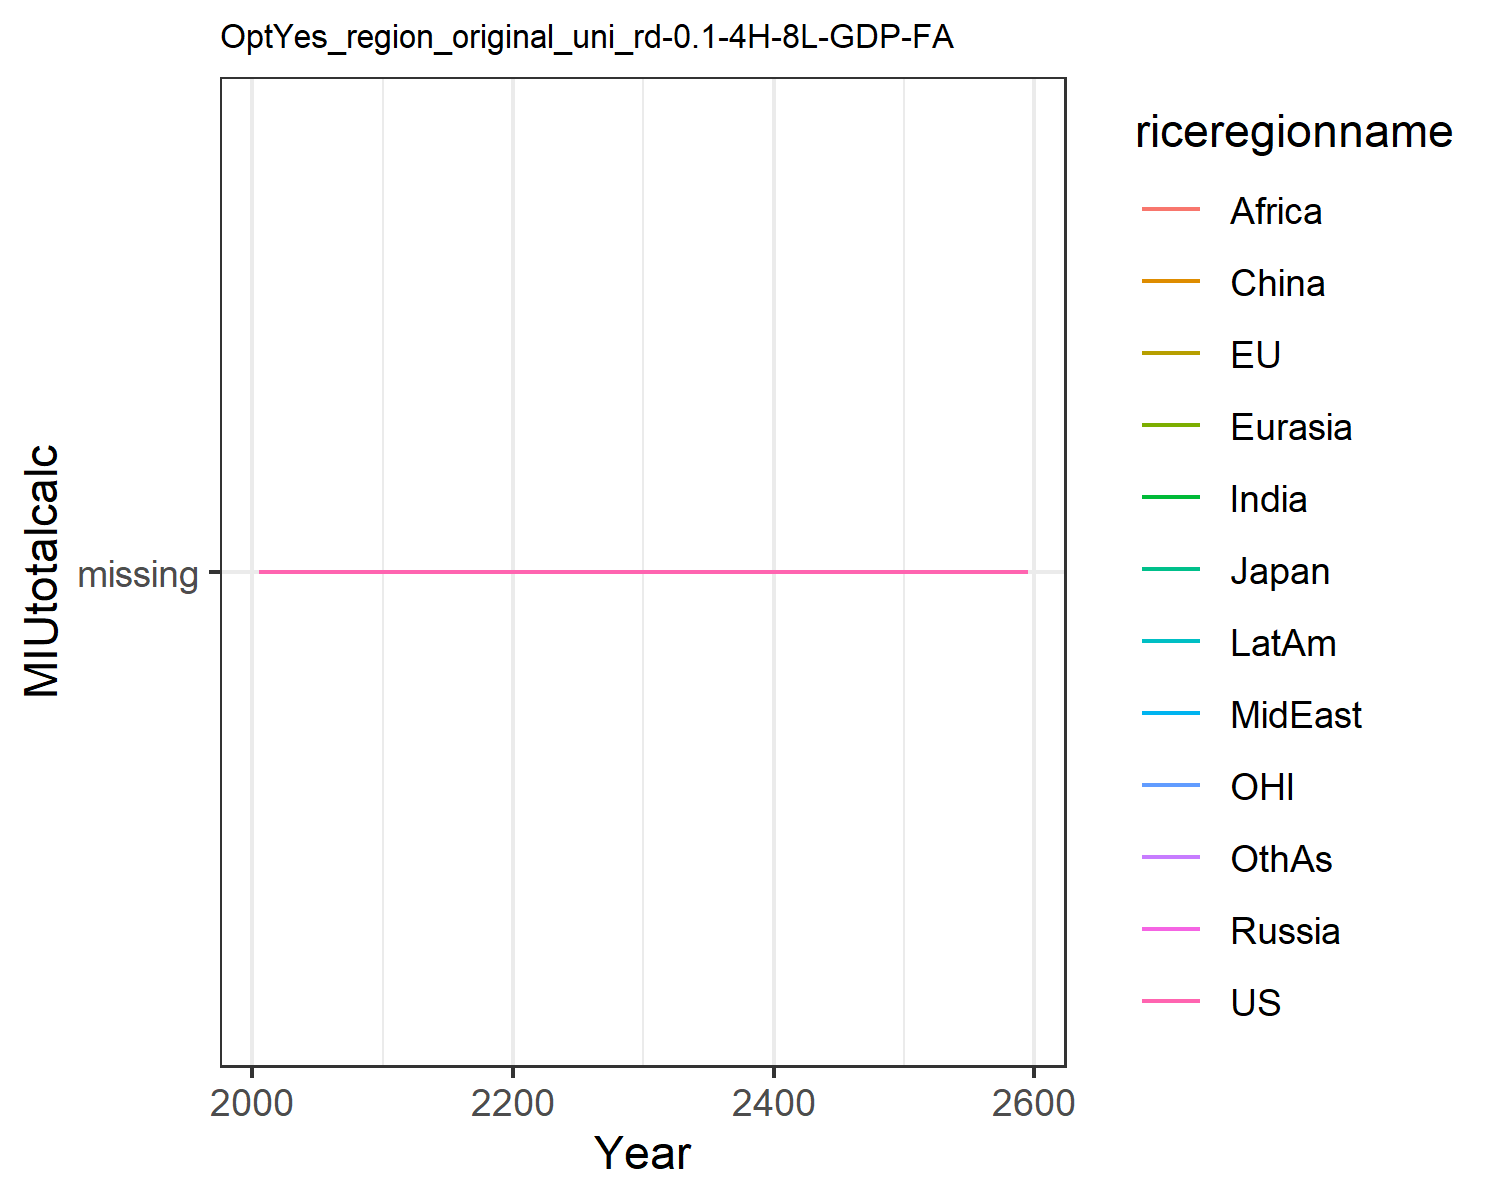 OptYes_region_original_uni_rd-0.1-4H-8L-GDP-FA
MIUtotalcalc
missing
2000
2200
2400
2600
Year
riceregionname
Africa
China
EU
Eurasia
India
Japan
LatAm
MidEast
OHI
OthAs
Russia
US